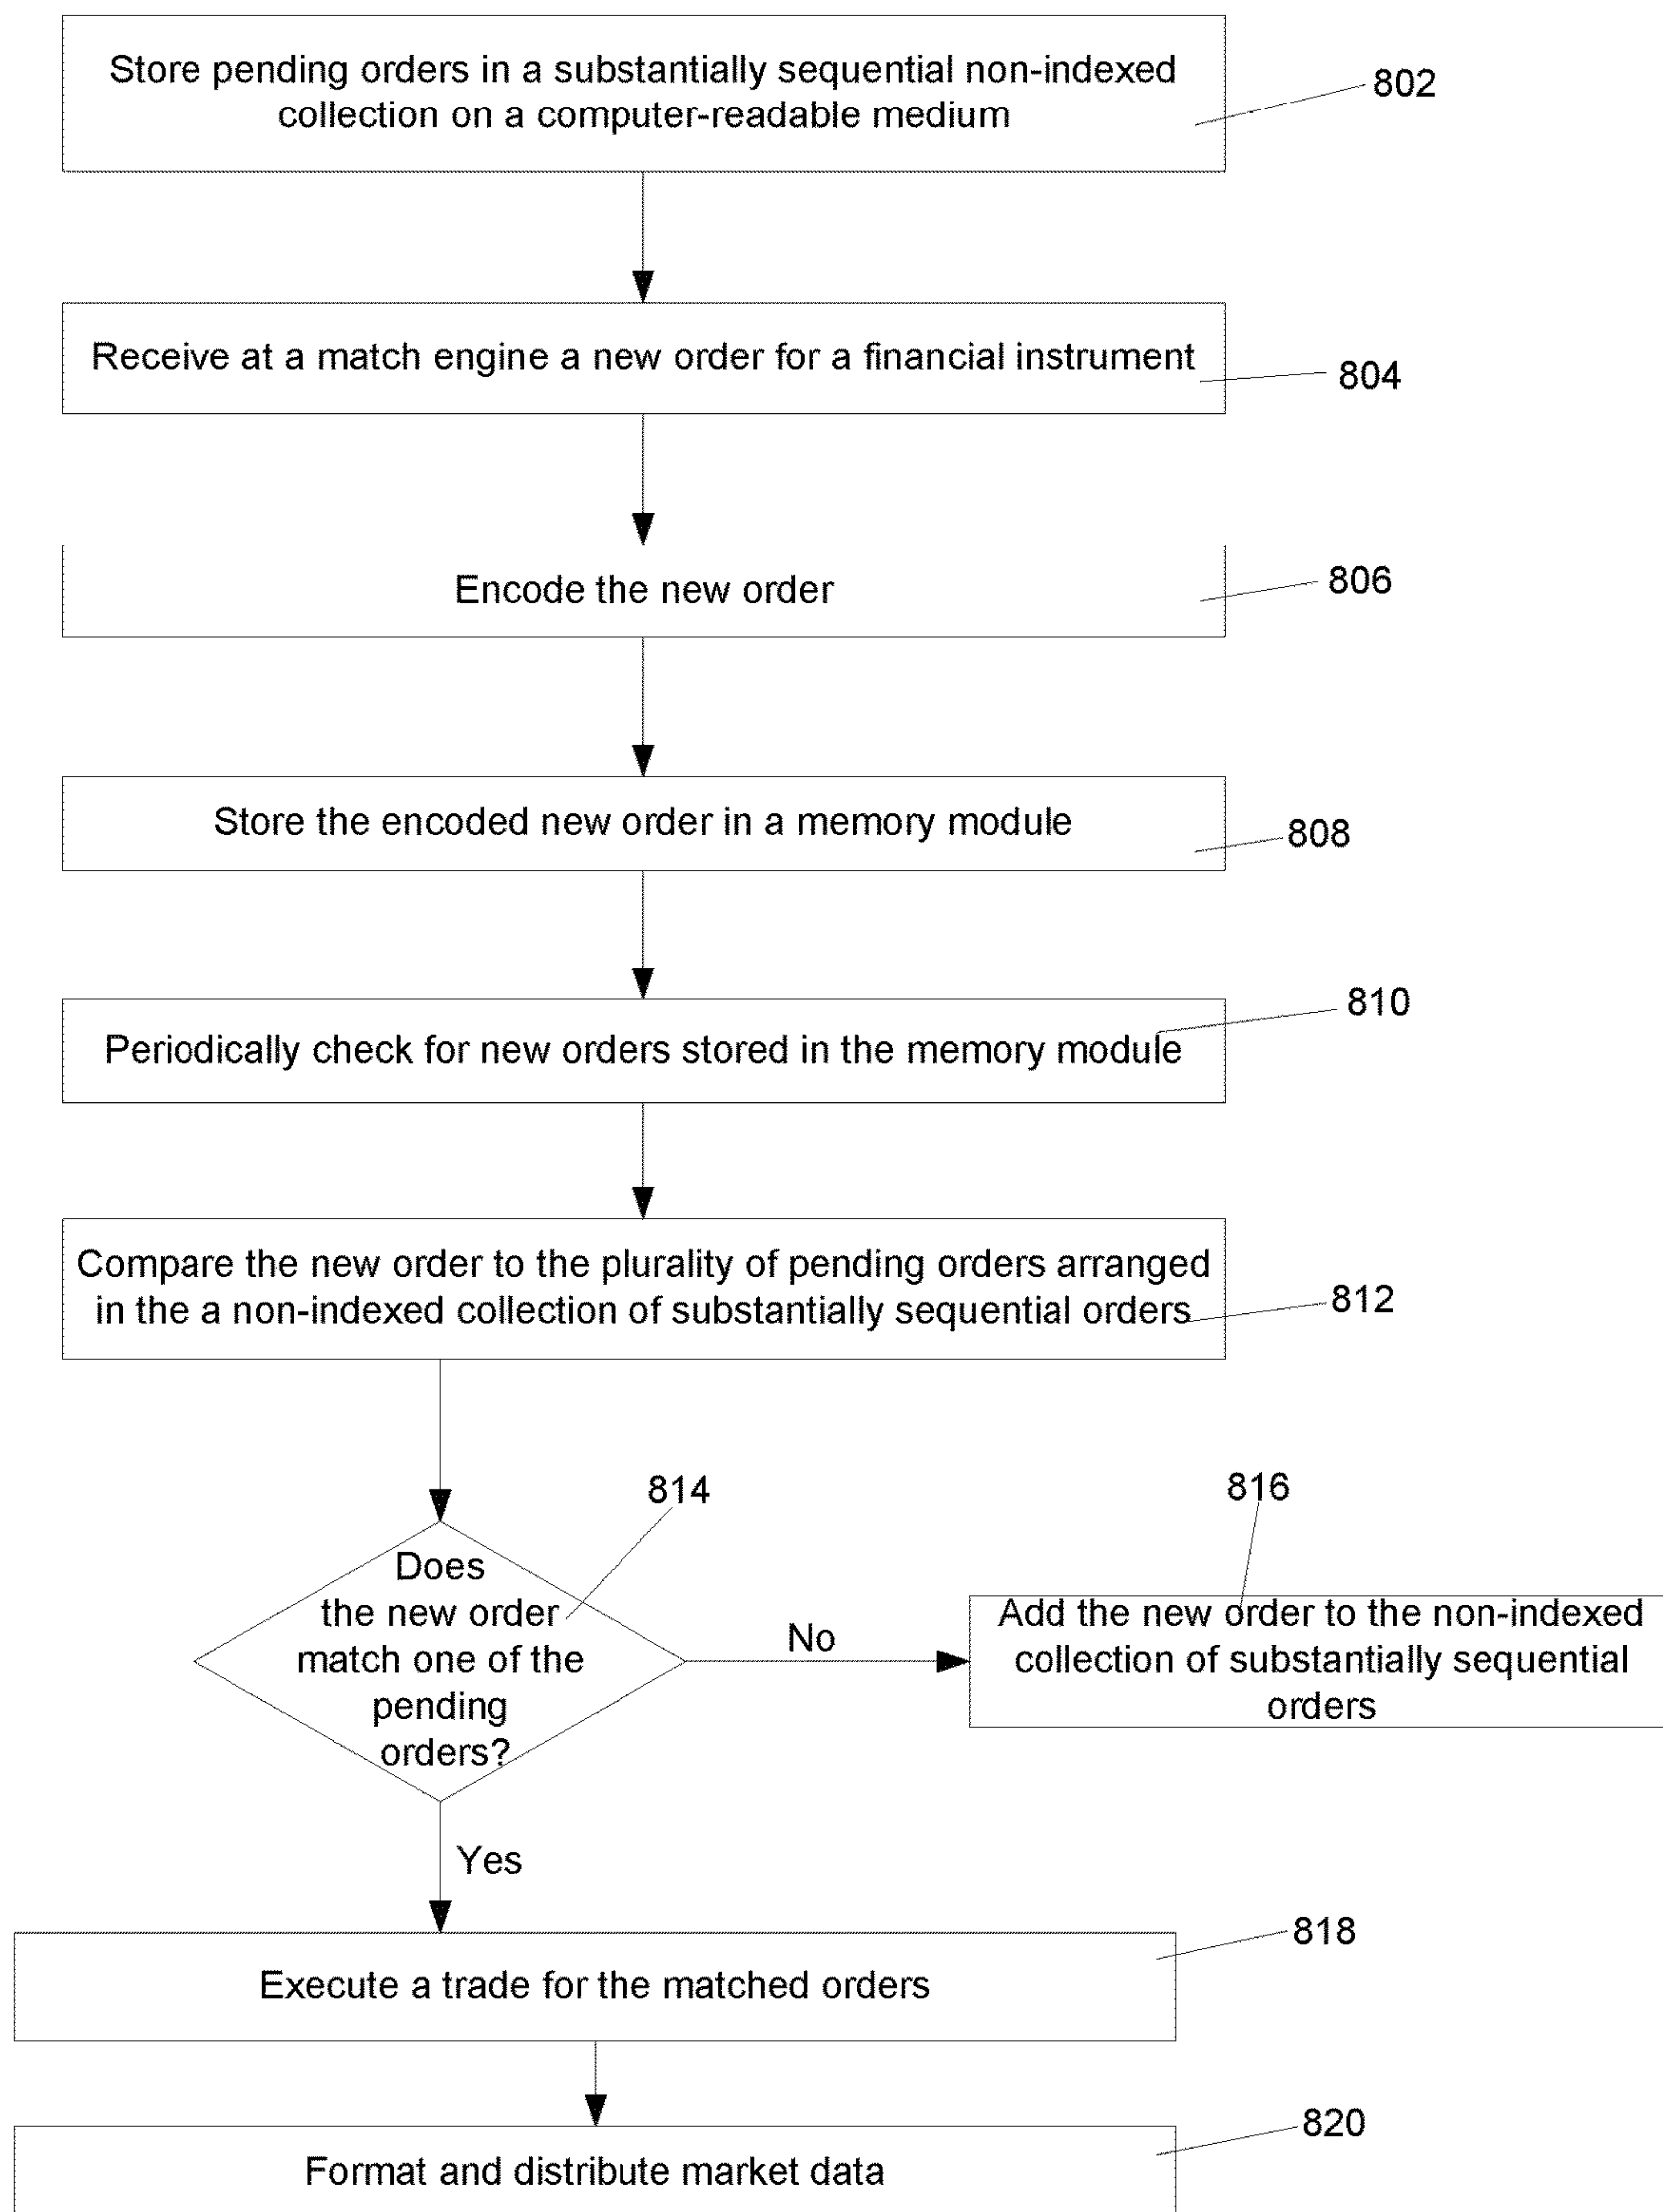 Store pending orders in a substantially sequential non-indexed
collection on a computer-readable medium
802
Receive at a match engine a new order for a financial instrument
804
Encode the new order
806
Store the encoded new order in a memory module
808
Periodically check for new orders stored in the memory module
810
Compare the new order to the plurality of pending orders arranged
in the a non-indexed collection of substantially sequential orders
812
814
Does
the new order
match one of the
pending
orders?
No
816
Add the new order to the non-indexed
collection of substantially sequential
orders
Yes
Execute a trade for the matched orders
818
Format and distribute market data
820